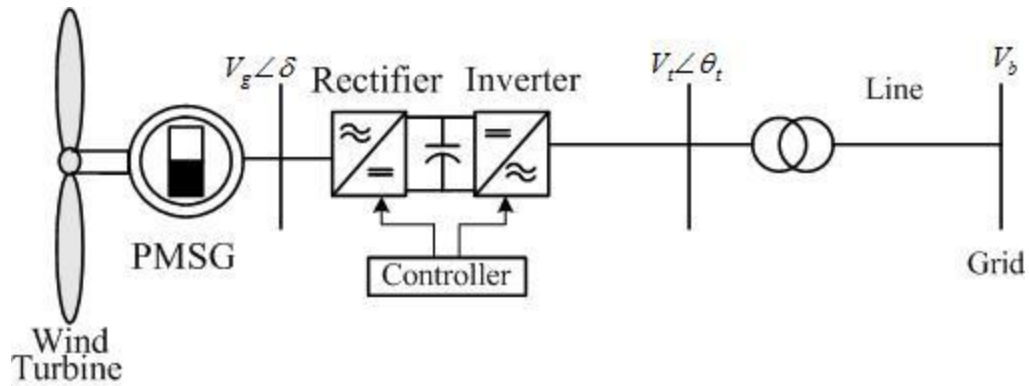 V_g∠δ
Rectifier
Inverter
V_t∠θ_t
V_b
Line
PMSG
Controller
Grid
Wind
Turbine